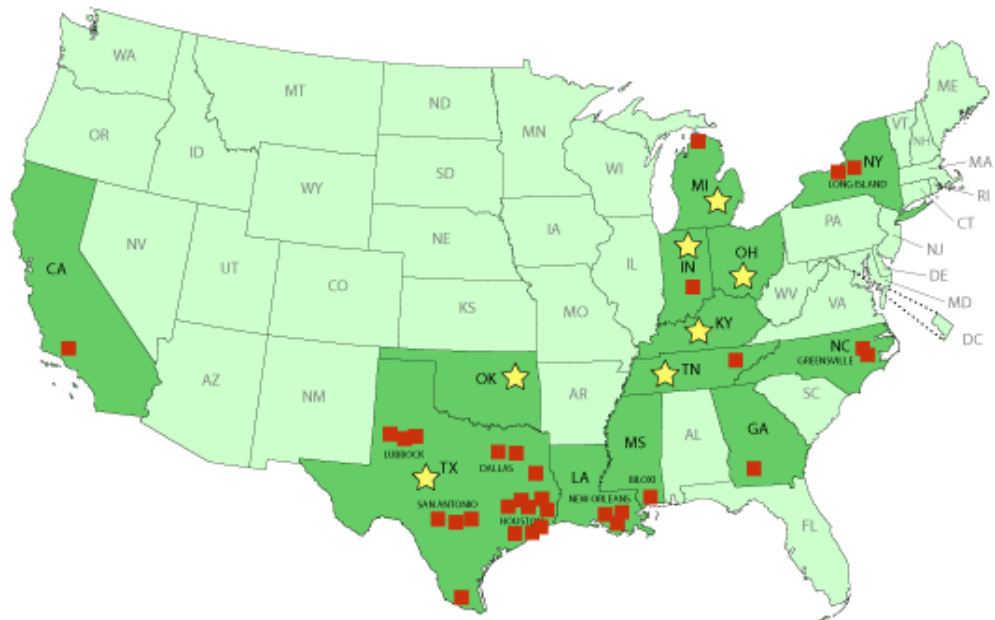 WA
MT
ND
MN
ME
VT
NH
OR
ID
SD
WI
MI
NY
LONG ISLAND
MA
RI
CT
WY
IA
NE
PA
NJ
NV
UT
CO
IL
IN
OH
DE
MD
DC
CA
KS
MO
WV
VA
KY
NC
GREENSVILLE
AZ
NM
OK
AR
TN
SC
LUBBOCK
TX
DALLAS
MS
AL
GA
LA
BILOXI
SAN ANTONIO
HOUSTON
NEW ORLEANS
FL